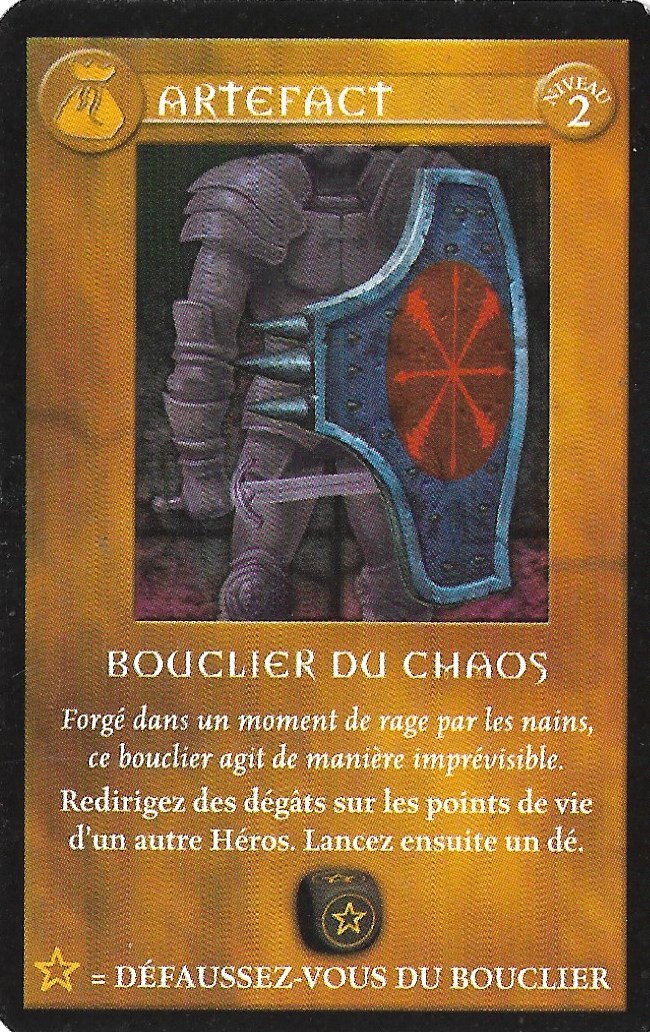 ARTEFACT
NIVEAU
2
BOUCLIER DU CHAOS
Forgé dans un moment de rage par les nains,
ce bouclier agit de manière imprévisible.
Redirigez des dégâts sur les points de vie
d'un autre Héros. Lancez ensuite un dé.
= DÉFAUSSEZ-VOUS DU BOUCLIER